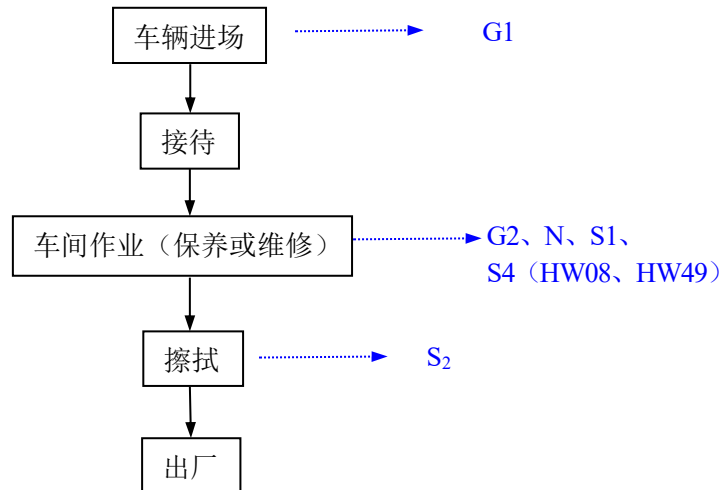 车辆进场
G1
接待
车间作业（保养或维修）
G2、N、S1、
S4（HW08、HW49）
擦拭
S₂
出厂